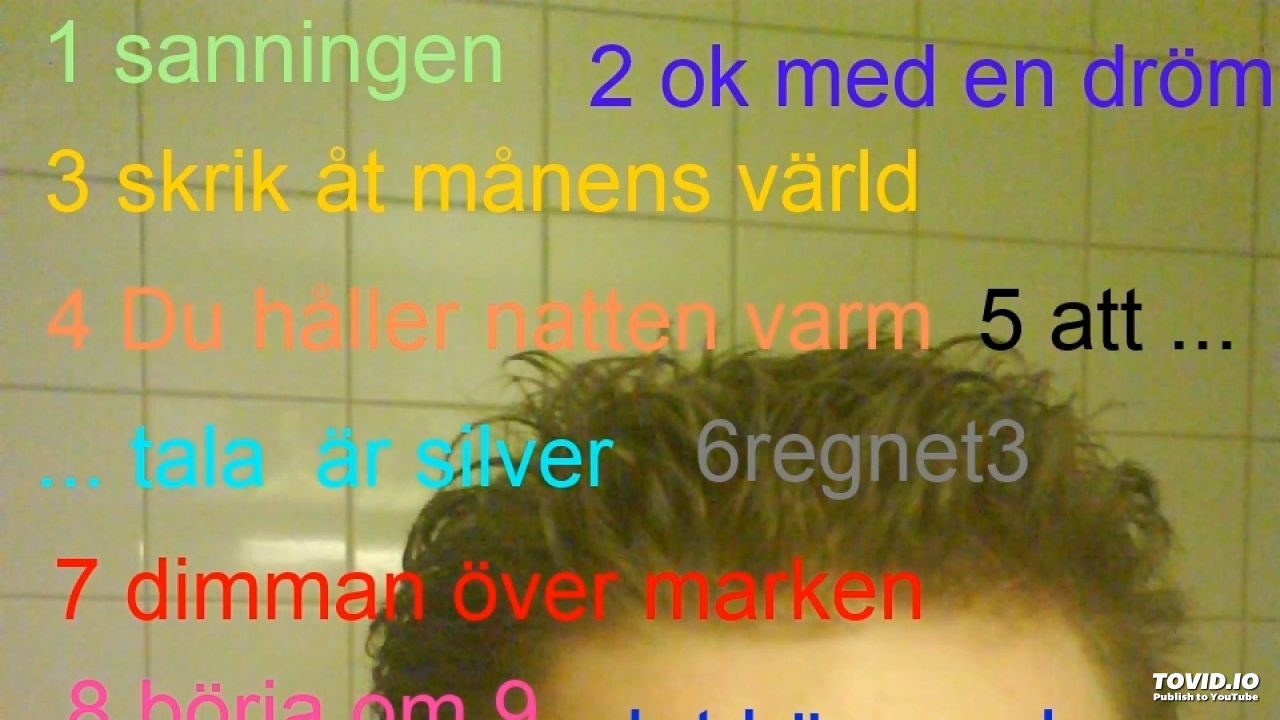 1 sanningen 2 ok med en dröm
3 skrik åt månens värld
4 Du håller natten varm 5 att ...
... tala är silver 6regnet3
7 dimman över marken
8 börja om 9
TOVID.IO
Publish to YouTube